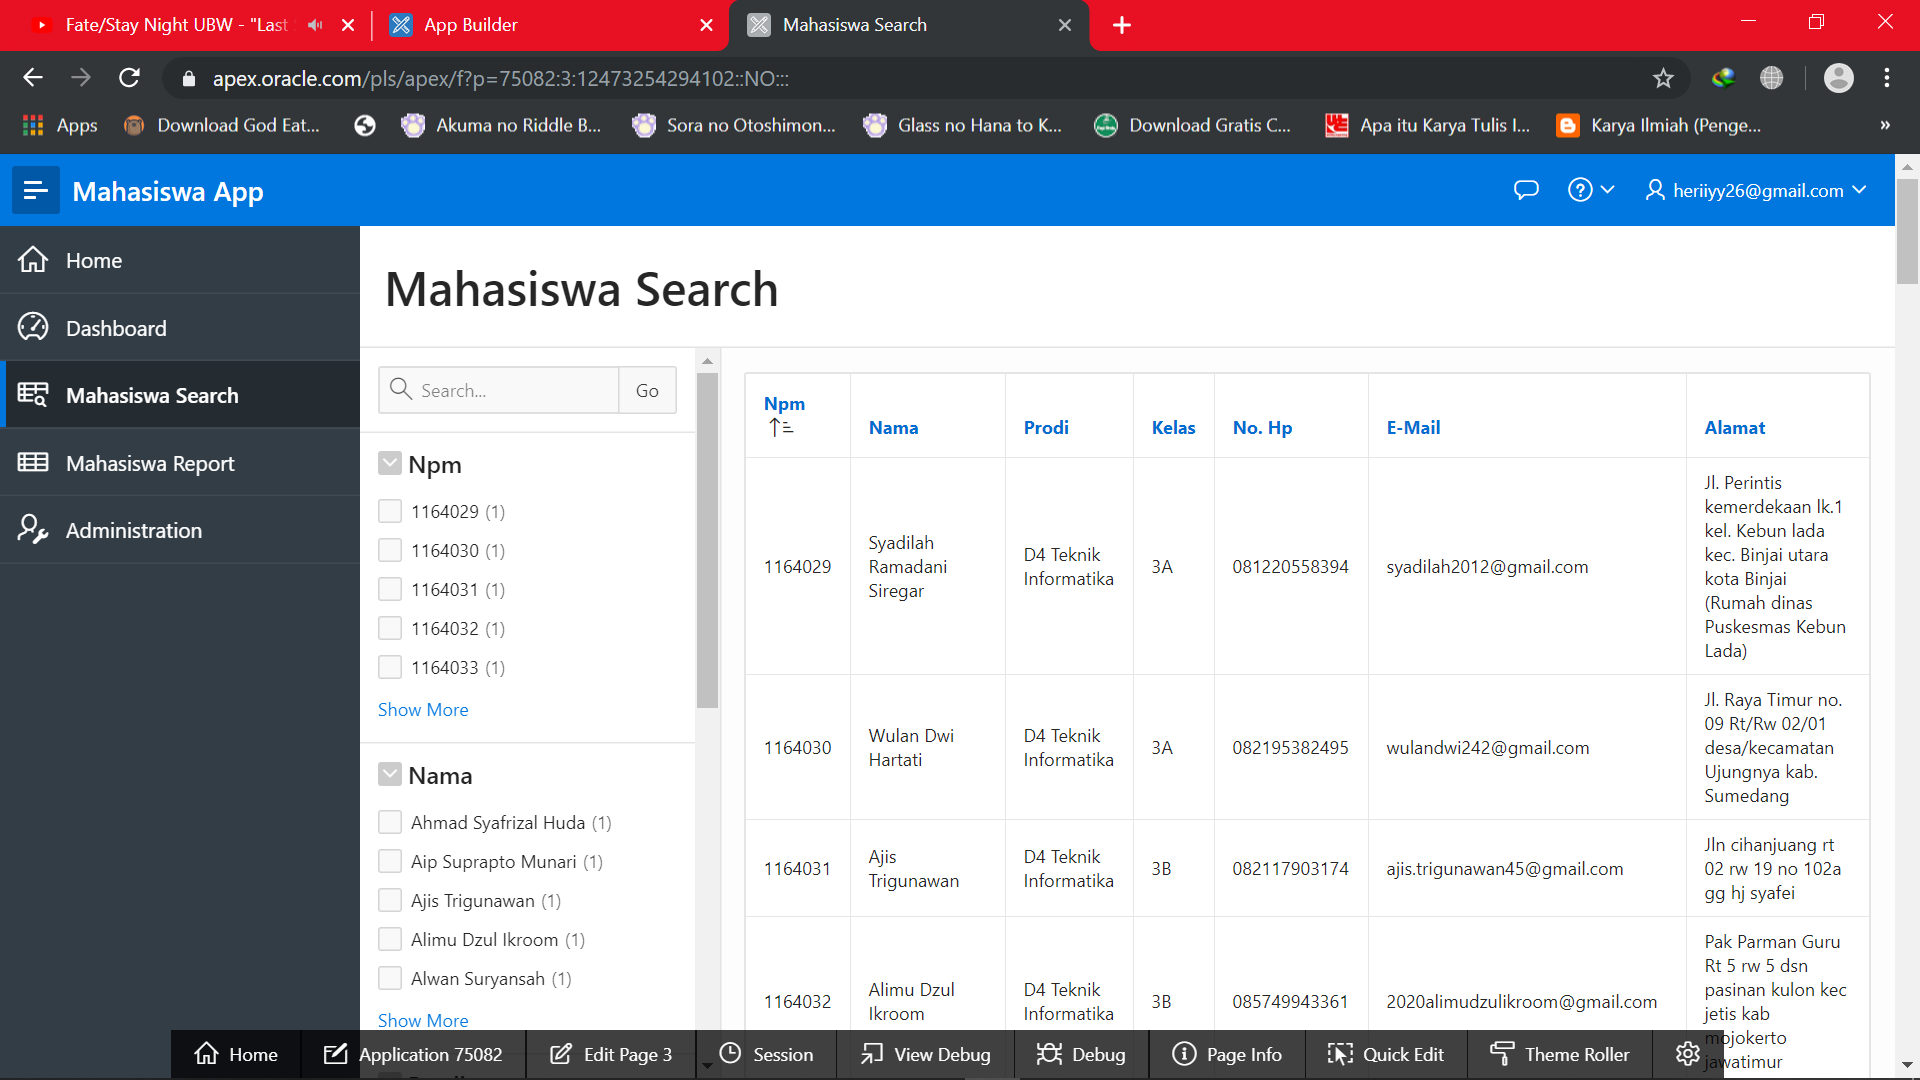 Fate/Stay Night UBW - "Last
App Builder
Mahasiswa Search
apex.oracle.com/pls/apex/f?p=75082:3:12473254294102::NO:::
Apps
Download God Eat...
Akuma no Riddle B...
Sora no Otoshimon...
Glass no Hana to K...
Download Gratis C...
Apa itu Karya Tulis I...
Karya Ilmiah (Penge...
»
Mahasiswa App
heriiyy26@gmail.com
Home
Dashboard
Mahasiswa Search
Mahasiswa Report
Administration
Mahasiswa Search
Search...
Go
Npm
1164029 (1)
1164030 (1)
1164031 (1)
1164032 (1)
1164033 (1)
Show More
Nama
Ahmad Syafrizal Huda (1)
Aip Suprapto Munari (1)
Ajis Trigunawan (1)
Alimu Dzul Ikroom (1)
Alwan Suryansah (1)
Show More
Npm
Nama
Prodi
Kelas
No. Hp
E-Mail
Alamat
1164029
Syadilah
Ramadani
Siregar
D4 Teknik
Informatika
3A
081220558394
syadilah2012@gmail.com
Jl. Perintis
kemerdekaan lk.1
kel. Kebun lada
kec. Binjai utara
kota Binjai
(Rumah dinas
Puskesmas Kebun
Lada)
1164030
Wulan Dwi
Hartati
D4 Teknik
Informatika
3A
082195382495
wulandwi242@gmail.com
Jl. Raya Timur no.
09 Rt/Rw 02/01
desa/kecamatan
Ujungnya kab.
Sumedang
1164031
Ajis
Trigunawan
D4 Teknik
Informatika
3B
082117903174
ajis.trigunawan45@gmail.com
Jln cihanjuang rt
02 rw 19 no 102a
gg hj syafei
1164032
Alimu Dzul
Ikroom
D4 Teknik
Informatika
3B
085749943361
2020alimudzulikroom@gmail.com
Pak Parman Guru
Rt 5 rw 5 dsn
pasinan kulon kec
jetis kab
mojokerto
jawatimur
Home
Application 75082
Edit Page 3
Session
View Debug
Debug
Page Info
Quick Edit
Theme Roller